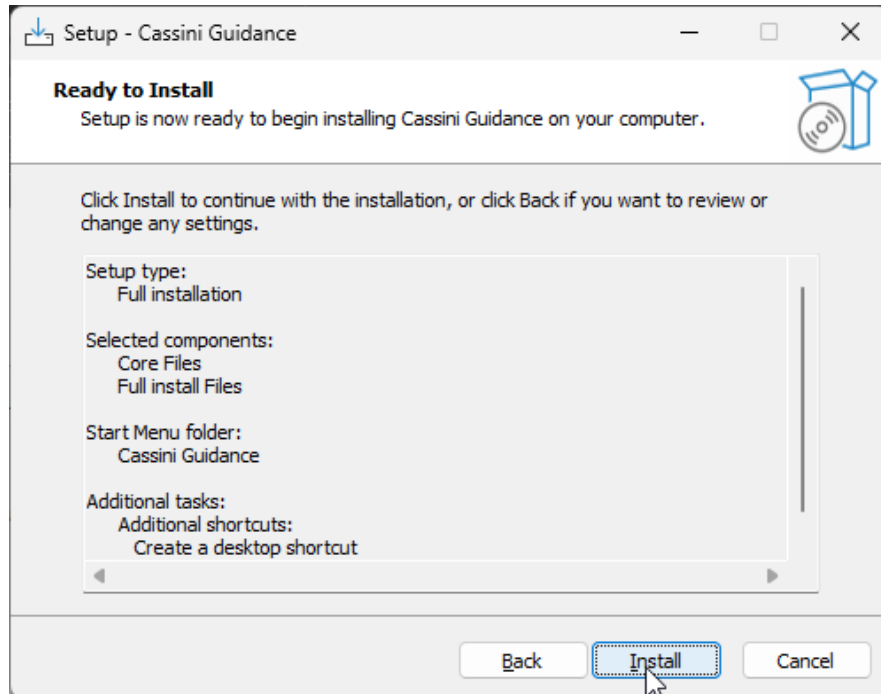 Setup - Cassini Guidance
Ready to Install
Setup is now ready to begin installing Cassini Guidance on your computer.
Click Install to continue with the installation, or click Back if you want to review or
change any settings.
Setup type:
Full installation
Selected components:
Core Files
Full install Files
Start Menu folder:
Cassini Guidance
Additional tasks:
Additional shortcuts:
Create a desktop shortcut
Back Install Cancel